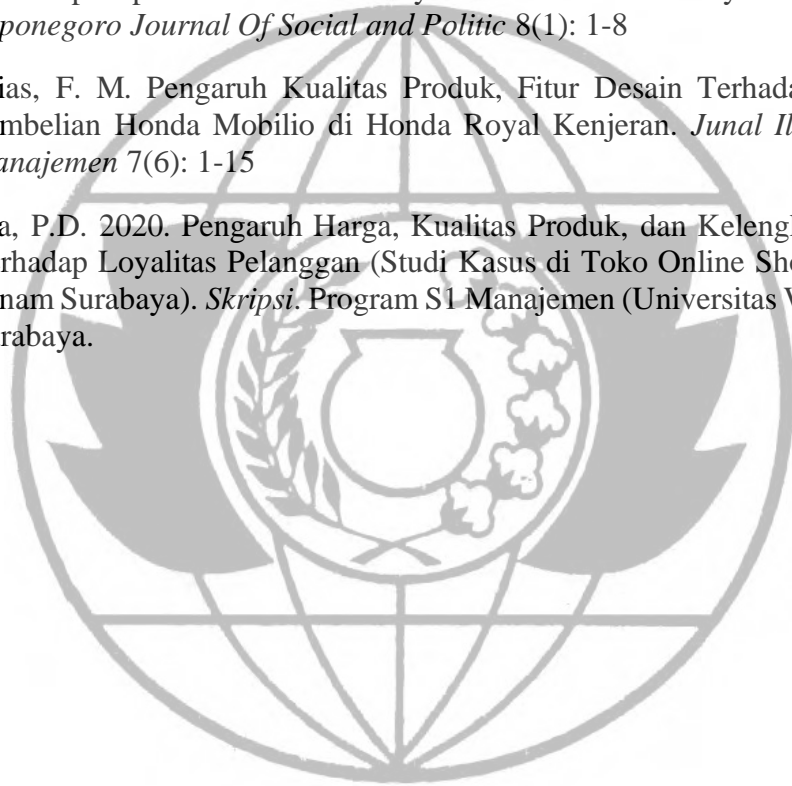 ponegoro Journal Of Social and Politic 8(1): 1-8
ias, F. M. Pengaruh Kualitas Produk, Fitur Desain Terhada
mbelian Honda Mobilio di Honda Royal Kenjeran. Junal Il
anajemen 7(6): 1-15
a, P.D. 2020. Pengaruh Harga, Kualitas Produk, dan Kelengk
rhadap Loyalitas Pelanggan (Studi Kasus di Toko Online Sho
nam Surabaya). Skripsi. Program S1 Manajemen (Universitas W
rabaya.